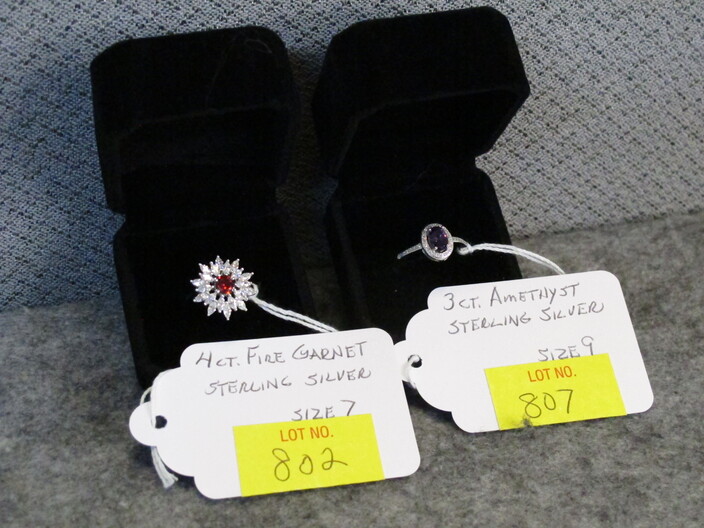 4CT. FIRE GARNET
STERLING SILVER
SIZE 7
LOT NO.
802
3CT. AMETHYST
STERLING SILVER
SIZE 9
LOT NO.
807